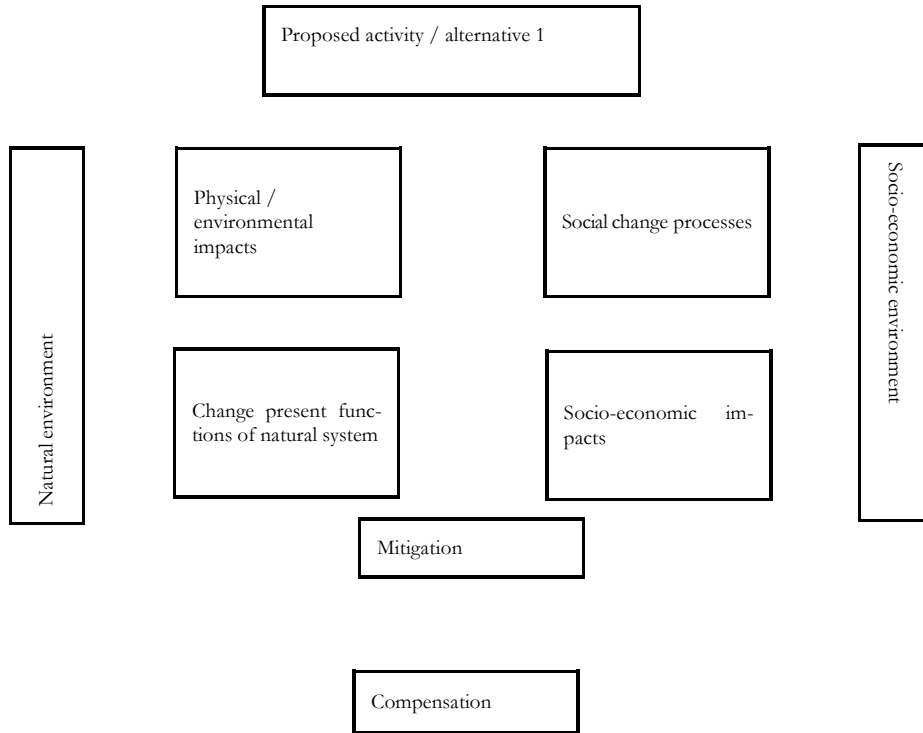 Proposed activity / alternative 1
Physical /
environmental
impacts
Social change processes
Natural environment
Socio-economic environment
Change present func-
tions of natural system
Socio-economic im-
pacts
Mitigation
Compensation